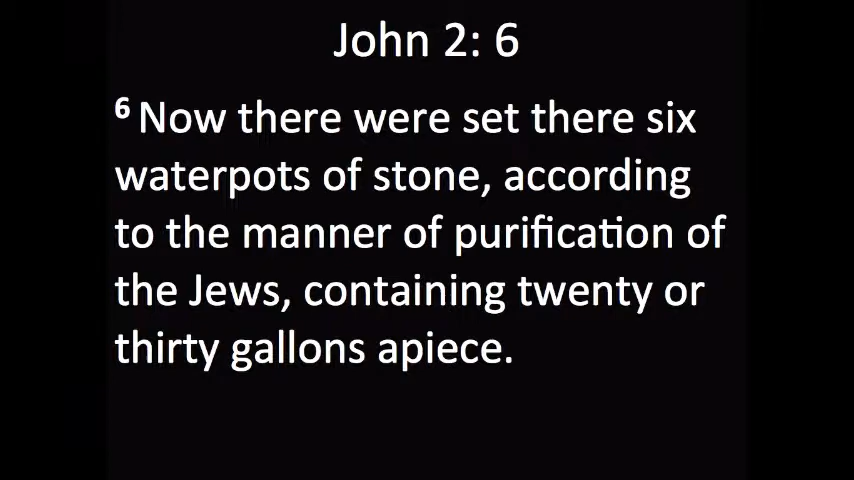 John 2: 6
6 Now there were set there six
waterpots of stone, according
to the manner of purification of
the Jews, containing twenty or
thirty gallons apiece.